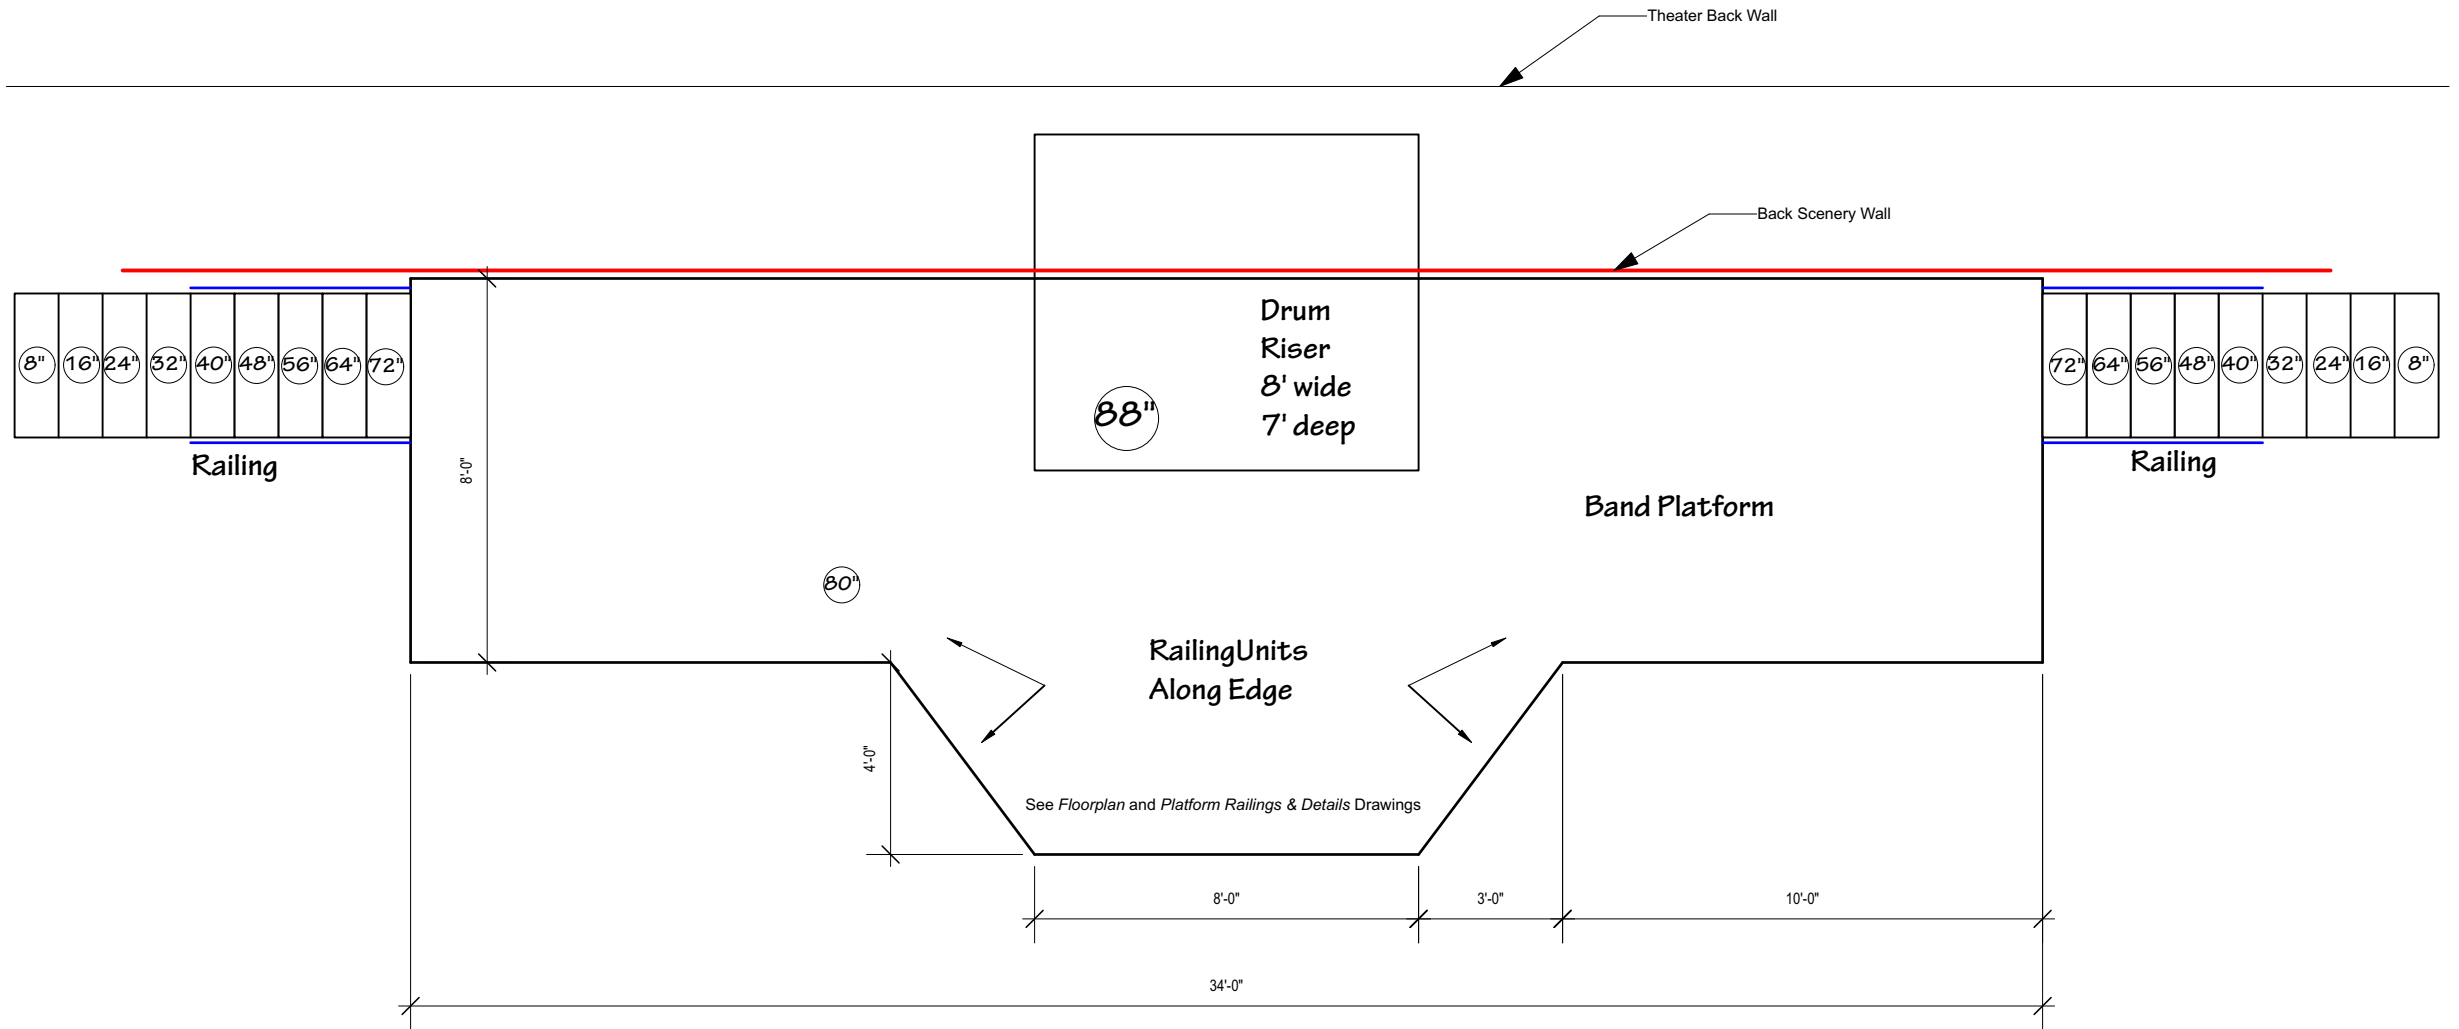 Theater Back Wall
Back Scenery Wall
Drum
Riser
8' wide
7' deep
88"
8" 16" 24" 32" 40" 48" 56" 64" 72"
72" 64" 56" 48" 40" 32" 24" 16" 8"
Railing
Railing
8'-0"
Band Platform
80"
RailingUnits
Along Edge
4'-0"
See Floorplan and Platform Railings & Details Drawings
8'-0"
3'-0"
10'-0"
34'-0"